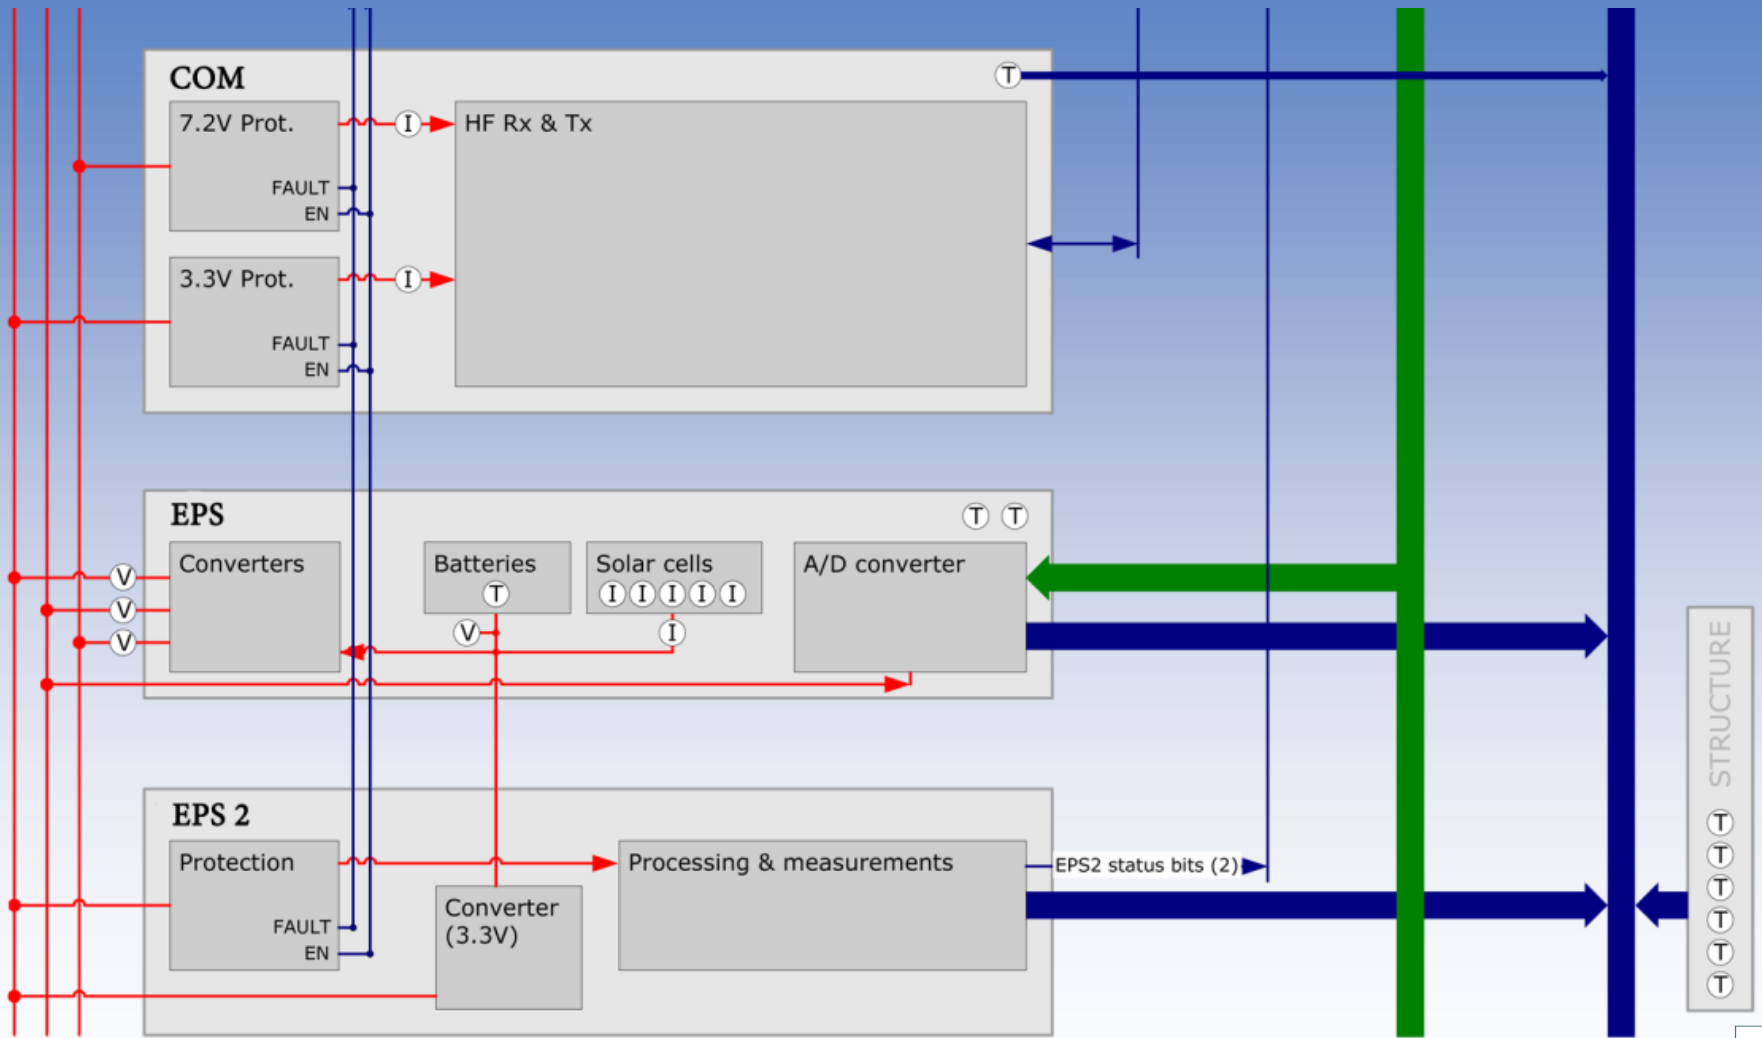 COM
T
7.2V Prot.
I
HF Rx & Tx
FAULT
EN
3.3V Prot.
I
FAULT
EN
EPS
T T
Converters
Batteries
Solar cells
A/D converter
V
T
I I I I I
V
V
I
V
STRUCTURE
EPS 2
T
T
T
T
T
T
Protection
Processing & measurements
EPS2 status bits (2)
Converter
(3.3V)
FAULT
EN